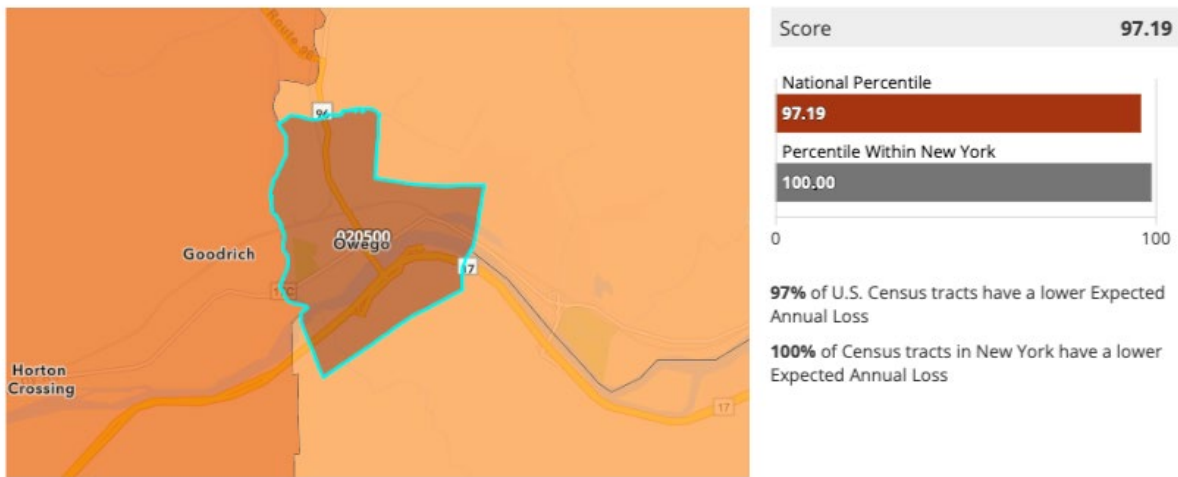 Route 96
96
020500
Owego
Goodrich
17C
17
Horton
Crossing
17
Score 97.19
National Percentile
97.19
Percentile Within New York
100.00
0 100
97% of U.S. Census tracts have a lower Expected
Annual Loss
100% of Census tracts in New York have a lower
Expected Annual Loss